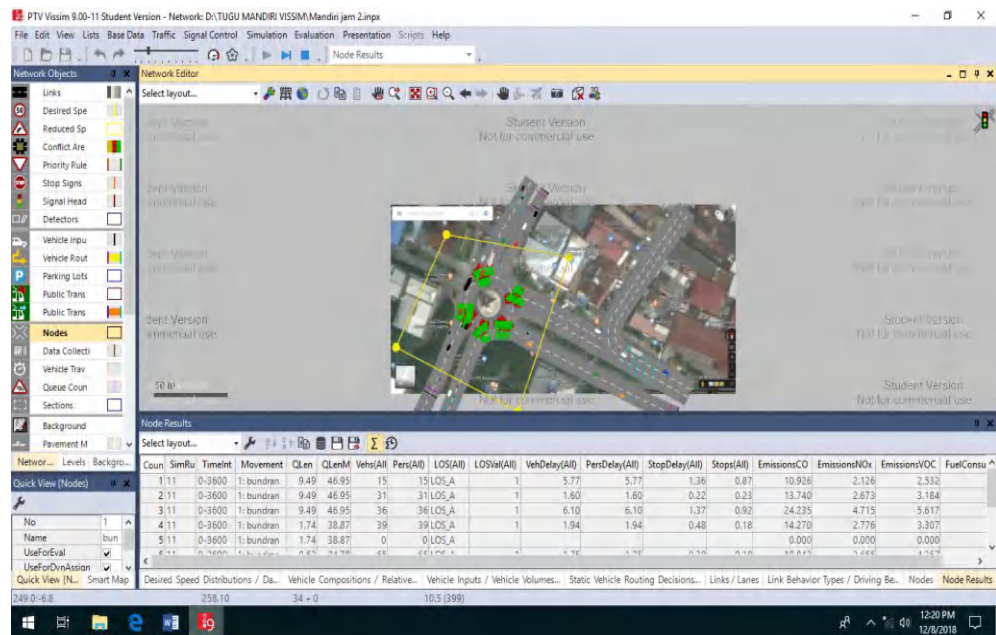 PTV Vissim 9.00-11 Student Version - Network: D:\TUGU MANDIRI VISSIM\Mandiri jam 2.inpx
File Edit View Lists Base Data Traffic Signal Control Simulation Evaluation Presentation Scripts Help
Node Results
Network Objects
Network Editor
Select layout...
Links
Desired Spe
Reduced Sp
Conflict Are
Priority Rule
Stop Signs
Signal Head
Detectors
Vehicle Inpu
Vehicle Rout
Parking Lots
Public Trans
Public Trans
Nodes
Data Collecti
Vehicle Trav
Queue Coun
Sections
Background
Pavement M
Networ... Levels Backgro...
Student Version
Not for commercial use
Student Version
Not for commercial use
50 m
Quick View (Nodes)
No 1
Name bun
UseForEval
UseForDynAssign
Quick View (N... Smart Map
Node Results
Select layout...
Coun SimRu TimeInt Movement QLen QLenM Vehs(All Pers(All) LOS(All) LOSVal(All) VehDelay(All) PersDelay(All) StopDelay(All) Stops(All) EmissionsCO EmissionsNOx EmissionsVOC FuelConsu
1 11 0-3600 1: bundran 9.49 46.95 15 15 LOS_A 1 5.77 5.77 1.36 0.87 10.926 2.126 2.532
2 11 0-3600 1: bundran 9.49 46.95 31 31 LOS_A 1 1.60 1.60 0.22 0.23 13.740 2.673 3.184
3 11 0-3600 1: bundran 9.49 46.95 36 36 LOS_A 1 6.10 6.10 1.37 0.92 24.235 4.715 5.617
4 11 0-3600 1: bundran 1.74 38.87 39 39 LOS_A 1 1.94 1.94 0.48 0.18 14.270 2.776 3.307
5 11 0-3600 1: bundran 1.74 38.87 0 0 LOS_A 0.000 0.000 0.000
Desired Speed Distributions / Da... Vehicle Compositions / Relative... Vehicle Inputs / Vehicle Volumes... Static Vehicle Routing Decisions... Links / Lanes Link Behavior Types / Driving Be... Nodes Node Results
249.0:-6.8 258.10 34 + 0 10.5 (399)
12:20 PM
12/8/2018